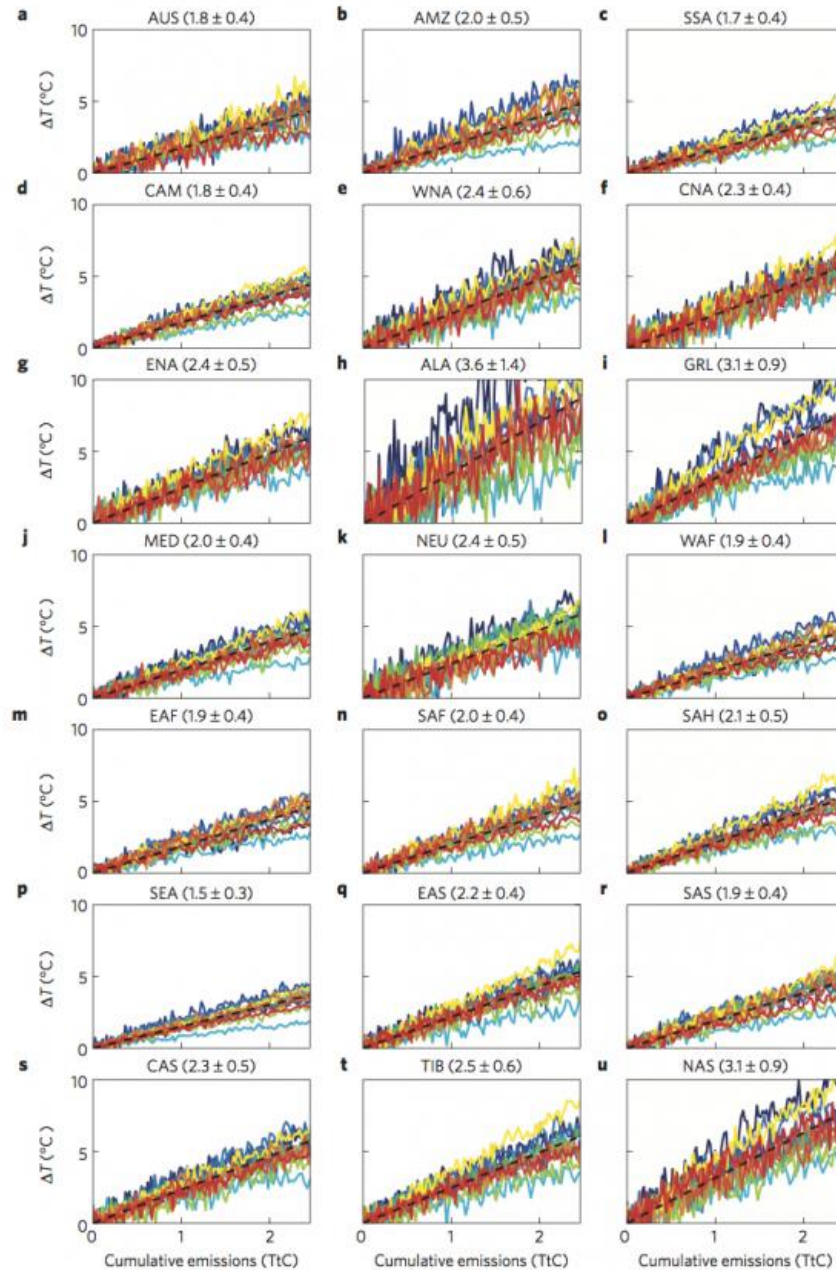 a AUS (1.8 ± 0.4) b AMZ (2.0 ± 0.5) c SSA (1.7 ± 0.4)
10
ΔT (°C)
5
0
d CAM (1.8 ± 0.4) e WNA (2.4 ± 0.6) f CNA (2.3 ± 0.4)
10
ΔT (°C)
5
0
g ENA (2.4 ± 0.5) h ALA (3.6 ± 1.4) i GRL (3.1 ± 0.9)
10
ΔT (°C)
5
0
j MED (2.0 ± 0.4) k NEU (2.4 ± 0.5) l WAF (1.9 ± 0.4)
10
ΔT (°C)
5
0
m EAF (1.9 ± 0.4) n SAF (2.0 ± 0.4) o SAH (2.1 ± 0.5)
10
ΔT (°C)
5
0
p SEA (1.5 ± 0.3) q EAS (2.2 ± 0.4) r SAS (1.9 ± 0.4)
10
ΔT (°C)
5
0
s CAS (2.3 ± 0.5) t TIB (2.5 ± 0.6) u NAS (3.1 ± 0.9)
10
ΔT (°C)
5
0
0 1 2 0 1 2 0 1 2
Cumulative emissions (TtC) Cumulative emissions (TtC) Cumulative emissions (TtC)